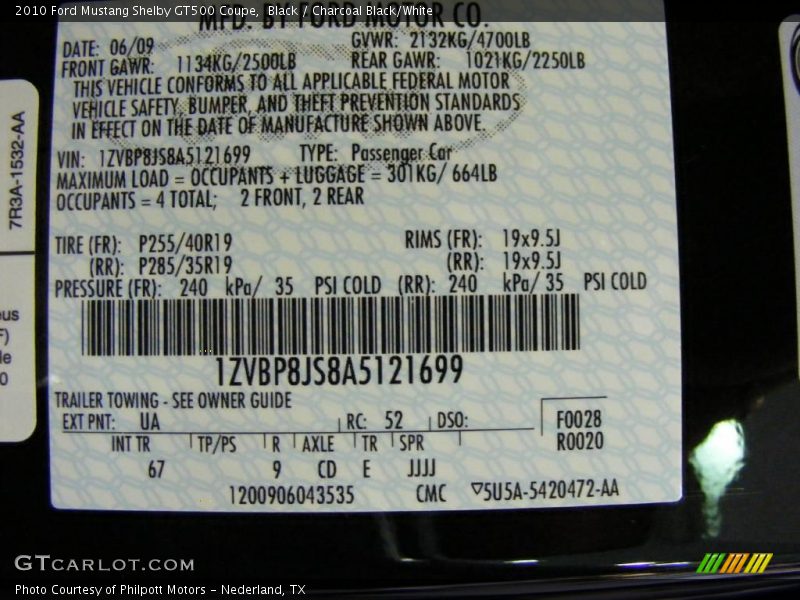 2010 Ford Mustang Shelby GT500 Coupe, Black / Charcoal Black/White
MFD. BY FORD MOTOR CO.
DATE: 06/09 GVWR: 2132KG/4700LB
FRONT GAWR: 1134KG/2500LB REAR GAWR: 1021KG/2250LB
THIS VEHICLE CONFORMS TO ALL APPLICABLE FEDERAL MOTOR
VEHICLE SAFETY, BUMPER, AND THEFT PREVENTION STANDARDS
IN EFFECT ON THE DATE OF MANUFACTURE SHOWN ABOVE.
VIN: 1ZVBP8JS8A5121699 TYPE: Passenger Car
MAXIMUM LOAD = OCCUPANTS + LUGGAGE = 301KG/ 664LB
OCCUPANTS = 4 TOTAL; 2 FRONT, 2 REAR
TIRE (FR): P255/40R19 RIMS (FR): 19x9.5J
(RR): P285/35R19 (RR): 19x9.5J
PRESSURE (FR): 240 kPa/ 35 PSI COLD (RR): 240 kPa/ 35 PSI COLD
1ZVBP8JS8A5121699
TRAILER TOWING - SEE OWNER GUIDE
EXT PNT: UA RC: 52 DSO: F0028
INT TR TP/PS R AXLE TR SPR R0020
67 9 CD E JJJJ
1200906043535 CMC ▽5U5A-5420472-AA
7R3A-1532-AA
GTCARLOT.COM
Photo Courtesy of Philpott Motors - Nederland, TX